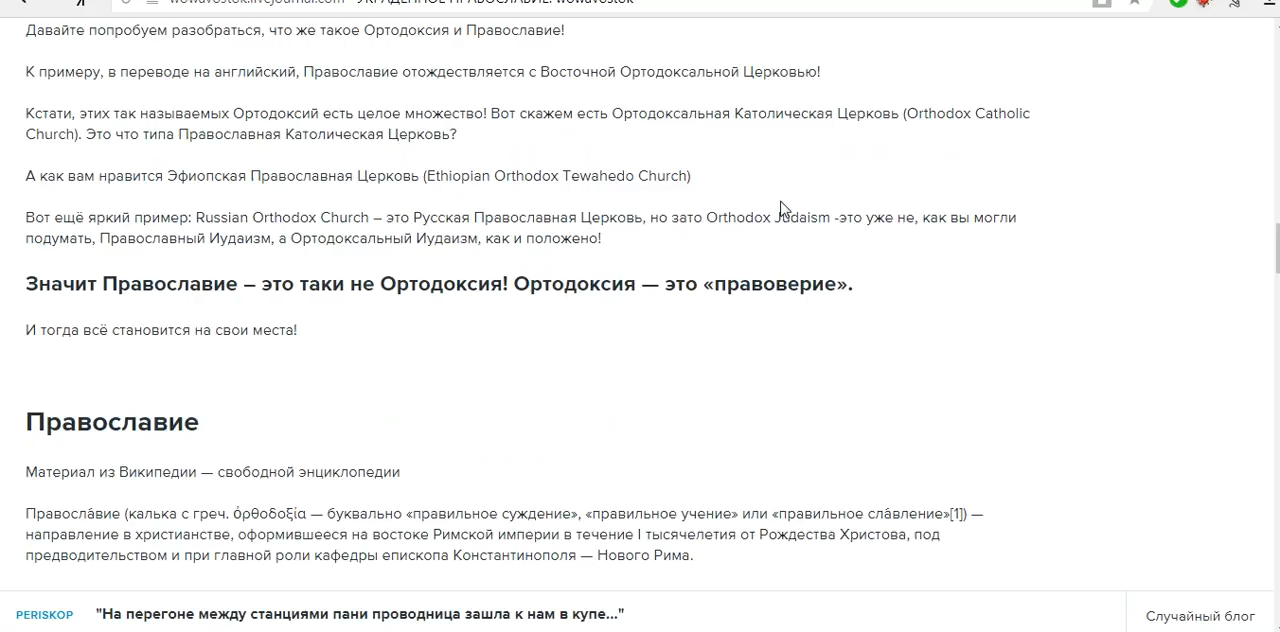 wowavostok.livejournal.com УКРАДЕННОЕ ПРАВОСЛАВИЕ: wowavostok
Давайте попробуем разобраться, что же такое Ортодоксия и Православие!
К примеру, в переводе на английский, Православие отождествляется с Восточной Ортодоксальной Церковью!
Кстати, этих так называемых Ортодоксий есть целое множество! Вот скажем есть Ортодоксальная Католическая Церковь (Orthodox Catholic
Church). Это что типа Православная Католическая Церковь?
А как вам нравится Эфиопская Православная Церковь (Ethiopian Orthodox Tewahedo Church)
Вот ещё яркий пример: Russian Orthodox Church – это Русская Православная Церковь, но зато Orthodox Judaism -это уже не, как вы могли
подумать, Православный Иудаизм, а Ортодоксальный Иудаизм, как и положено!
Значит Православие – это таки не Ортодоксия! Ортодоксия — это «правоверие».
И тогда всё становится на свои места!
Православие
Материал из Википедии — свободной энциклопедии
Правосла́вие (калька с греч. ὀρθοδοξία — буквально «правильное суждение», «правильное учение» или «правильное сла́вление»[1]) —
направление в христианстве, оформившееся на востоке Римской империи в течение I тысячелетия от Рождества Христова, под
предводительством и при главной роли кафедры епископа Константинополя — Нового Рима.
PERISKOP "На перегоне между станциями пани проводница зашла к нам в купе..." Случайный блог